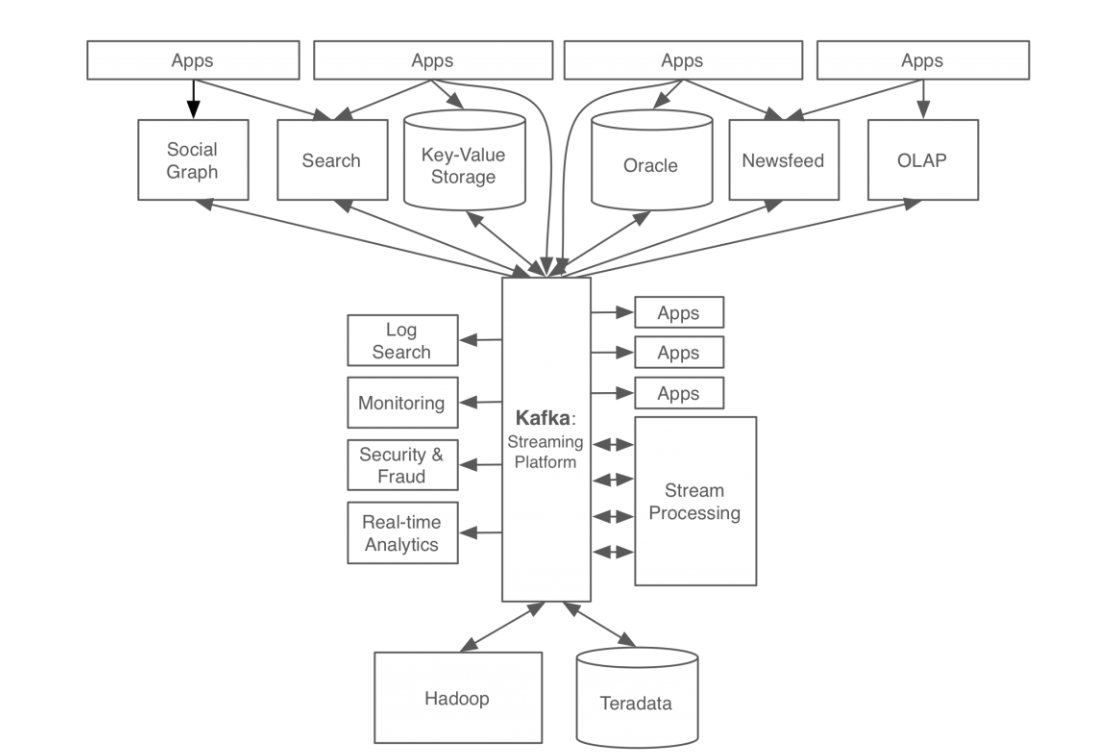 Apps
Apps
Apps
Apps
Social
Graph
Search
Key-Value
Storage
Oracle
Newsfeed
OLAP
Log
Search
Monitoring
Security &
Fraud
Real-time
Analytics
Kafka:
Streaming
Platform
Apps
Apps
Apps
Stream
Processing
Hadoop
Teradata